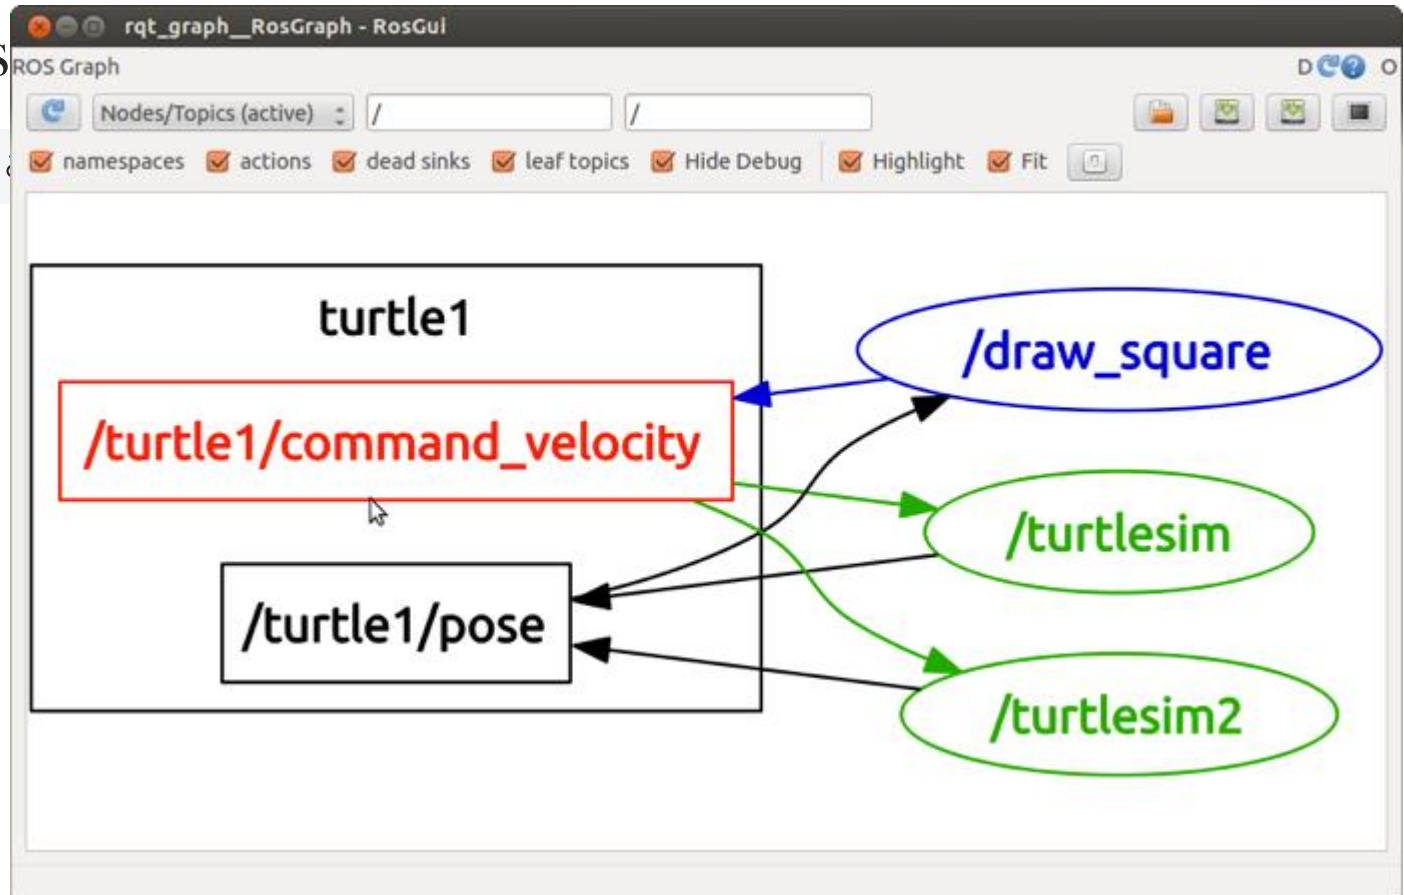 rqt_graph__RosGraph - RosGui
S
ROS Graph D O
Nodes/Topics (active) / /
namespaces actions dead sinks leaf topics Hide Debug Highlight Fit
turtle1
/draw_square
/turtle1/command_velocity
/turtlesim
/turtle1/pose
/turtlesim2